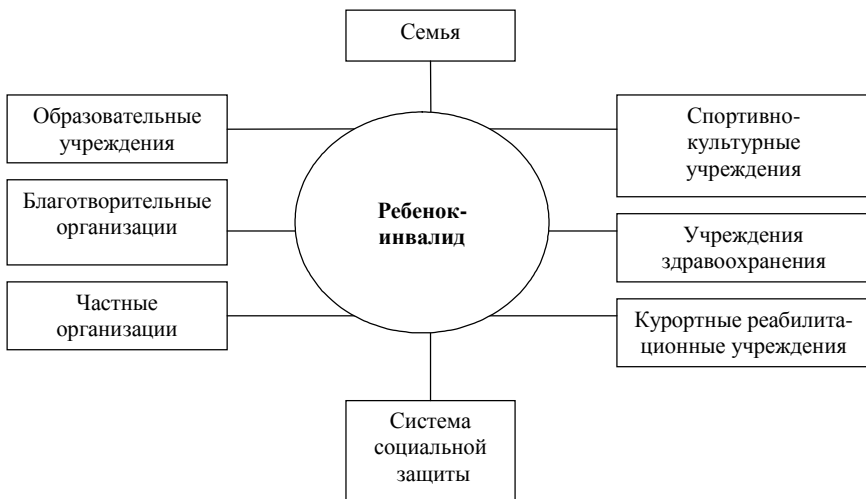 Семья
Образовательные
учреждения
Спортивно-
культурные
учреждения
Благотворительные
организации
Ребенок-
инвалид
Учреждения
здравоохранения
Частные
организации
Курортные реабилита-
ционные учреждения
Система
социальной
защиты